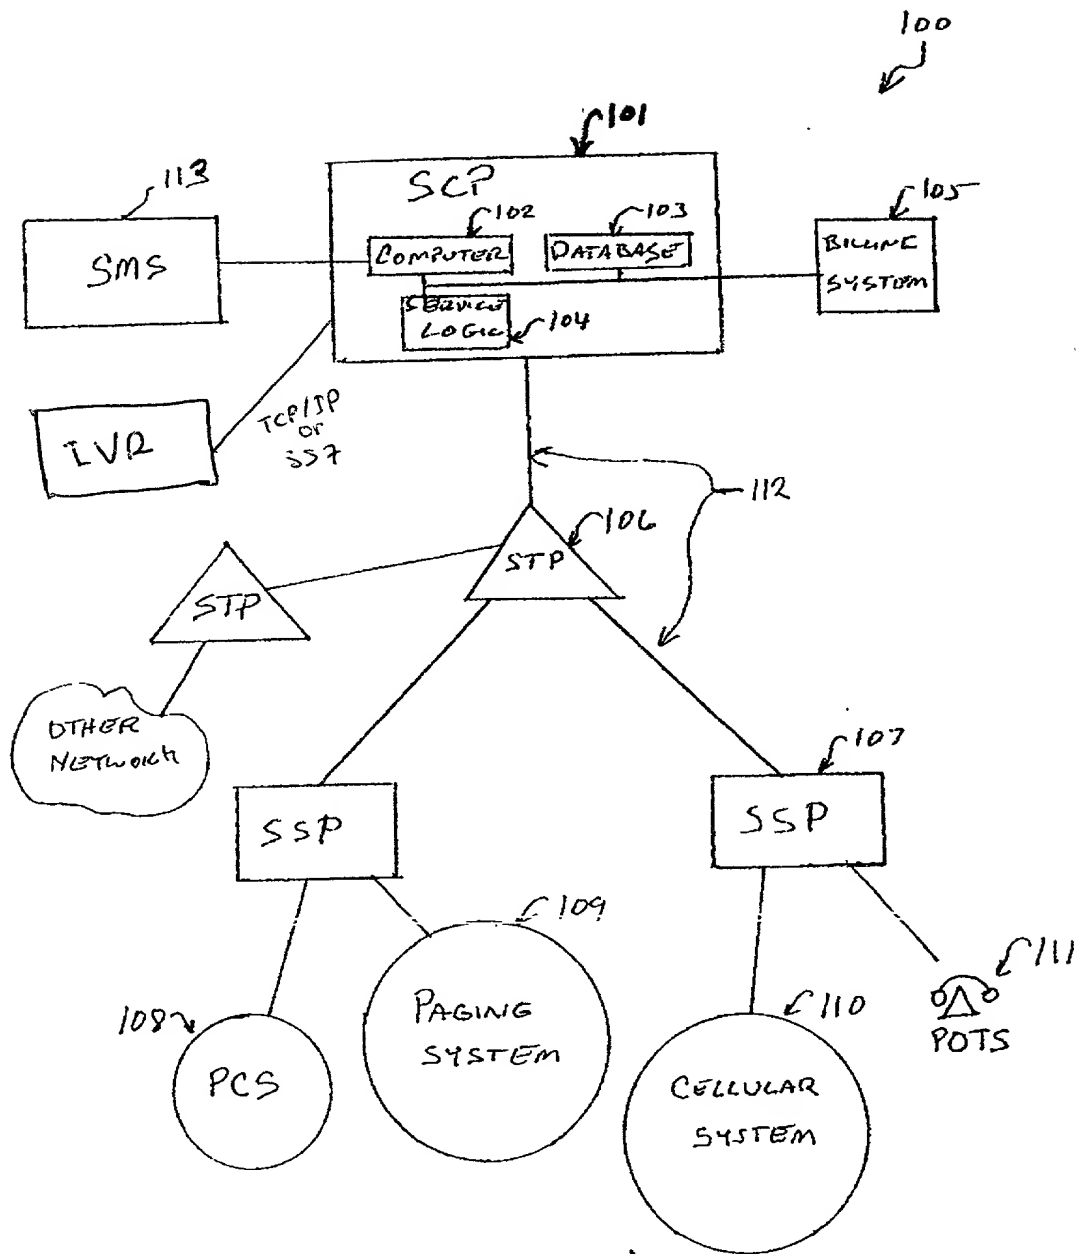 100
101
113
SCP
102
103
105
SMS
COMPUTER
DATABASE
BILLING
SYSTEM
SERVICE
LOGIC
104
IVR
TCP/IP
or
SS7
112
106
STP
STP
OTHER
NETWORK
107
SSP
SSP
109
111
108
110
PAGING
SYSTEM
POTS
PCS
CELLULAR
SYSTEM